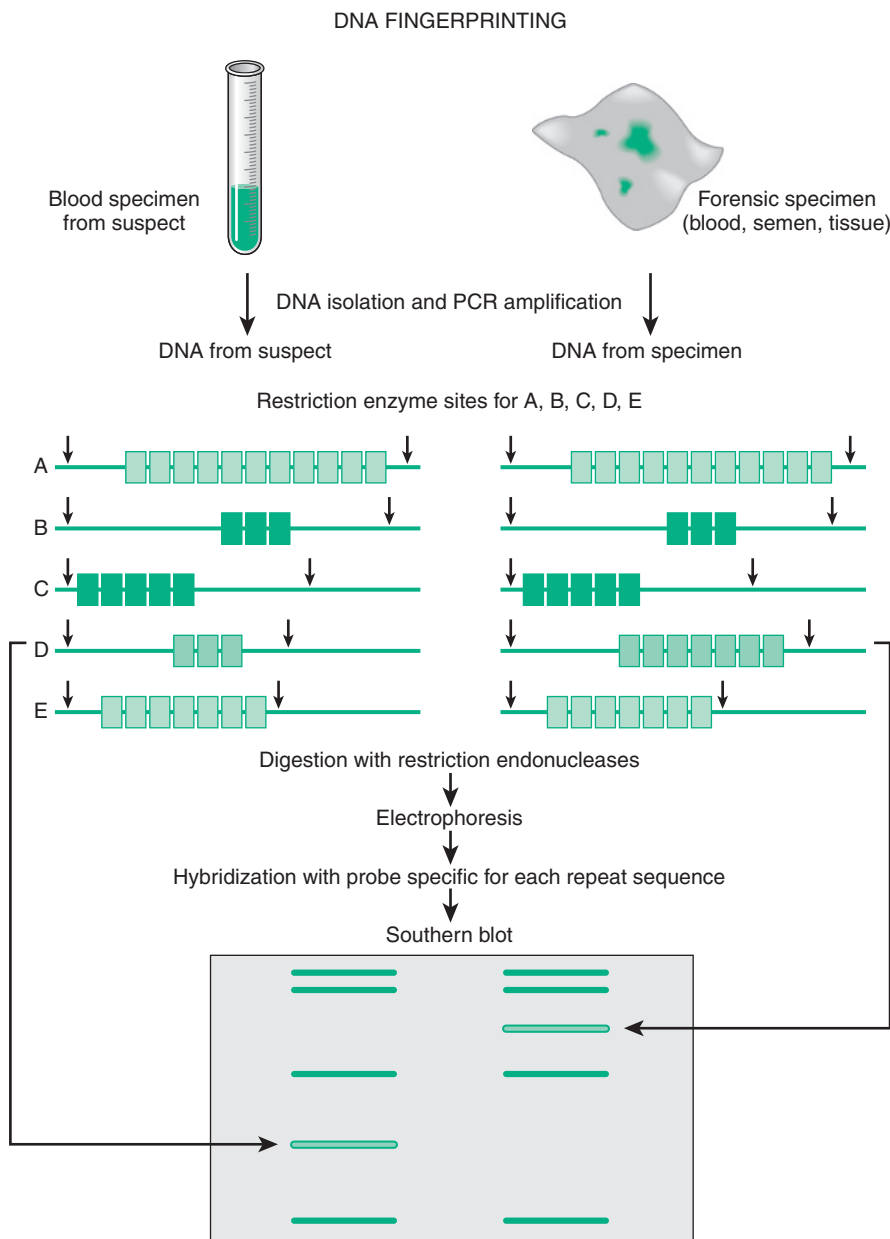 DNA FINGERPRINTING
Blood specimen
from suspect
Forensic specimen
(blood, semen, tissue)
DNA isolation and PCR amplification
DNA from suspect
DNA from specimen
Restriction enzyme sites for A, B, C, D, E
A
B
C
D
E
Digestion with restriction endonucleases
Electrophoresis
Hybridization with probe specific for each repeat sequence
Southern blot